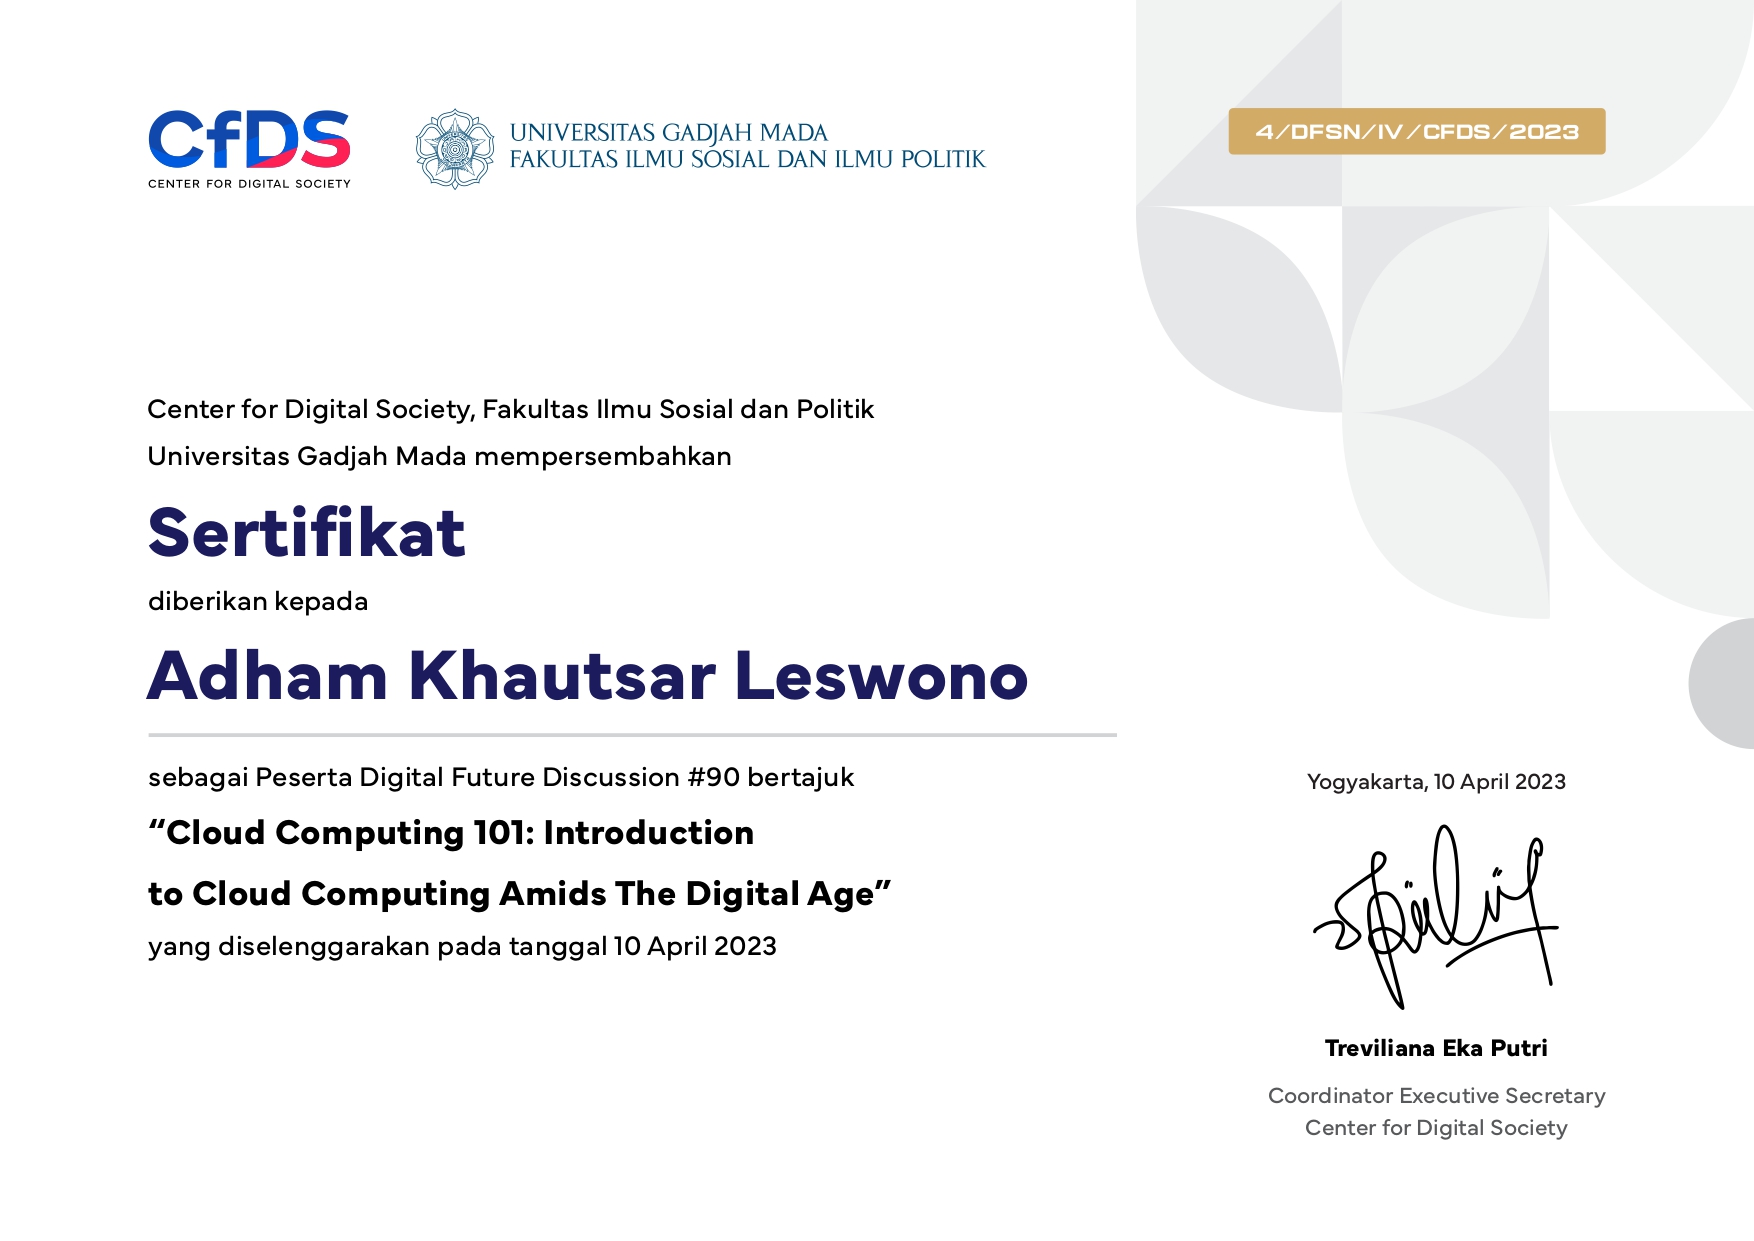 CfDS
CENTER FOR DIGITAL SOCIETY
UNIVERSITAS GADJAH MADA
FAKULTAS ILMU SOSIAL DAN ILMU POLITIK
4/DFSN/IV/CFDS/2023
Center for Digital Society, Fakultas Ilmu Sosial dan Politik
Universitas Gadjah Mada mempersembahkan
Sertifikat
diberikan kepada
Adham Khautsar Leswono
sebagai Peserta Digital Future Discussion #90 bertajuk
“Cloud Computing 101: Introduction
to Cloud Computing Amids The Digital Age”
yang diselenggarakan pada tanggal 10 April 2023
Yogyakarta, 10 April 2023
Treviliana Eka Putri
Coordinator Executive Secretary
Center for Digital Society